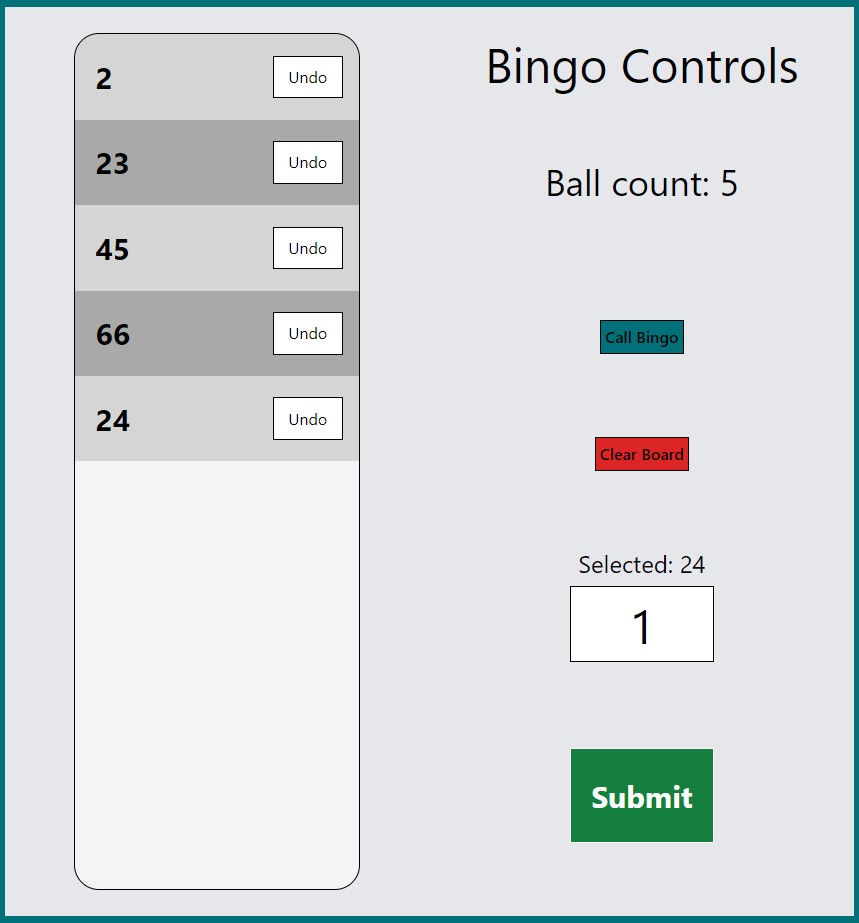 2
Undo
23
Undo
45
Undo
66
Undo
24
Undo
Bingo Controls
Ball count: 5
Call Bingo
Clear Board
Selected: 24
1
Submit